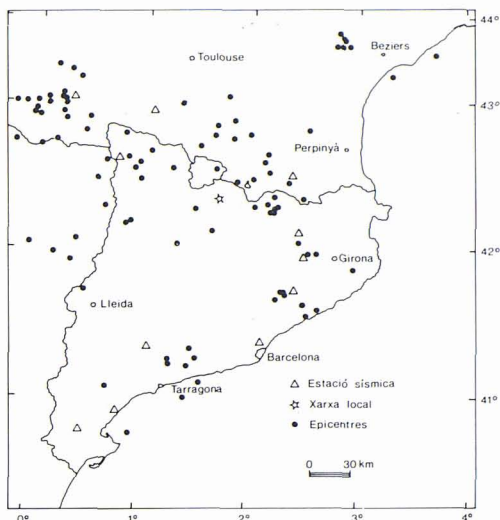 44°
Beziers
Toulouse
43°
Perpinyà
42°
Girona
Lleida
Barcelona
Estació sísmica
Tarragona
41°
Xarxa local
Epicentres
0 30 km
0° 1° 2° 3° 4°